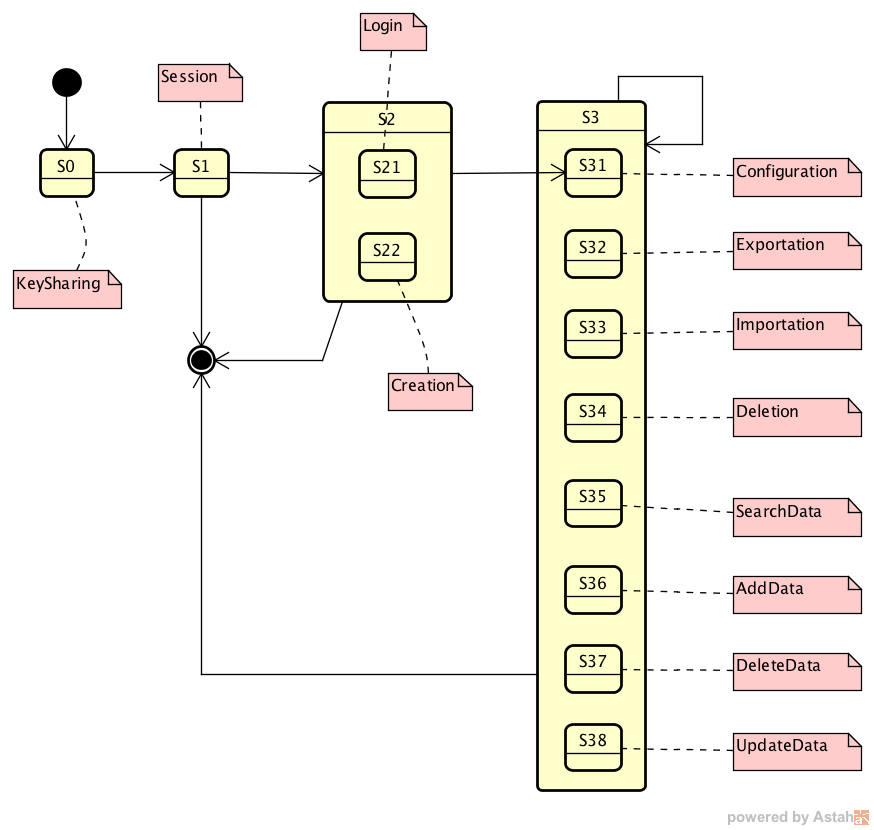 Login
Session
S2
S3
S0
S1
S21
S31
Configuration
S22
S32
Exportation
KeySharing
S33
Importation
Creation
S34
Deletion
S35
SearchData
S36
AddData
S37
DeleteData
S38
UpdateData
powered by Astah